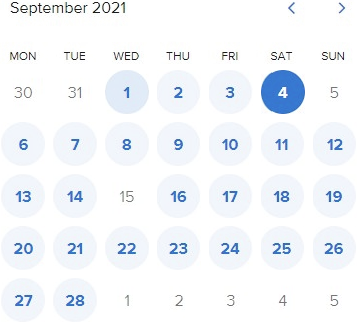 September 2021
MON TUE WED THU FRI SAT SUN
30 31 1 2 3 4 5
6 7 8 9 10 11 12
13 14 15 16 17 18 19
20 21 22 23 24 25 26
27 28 1 2 3 4 5